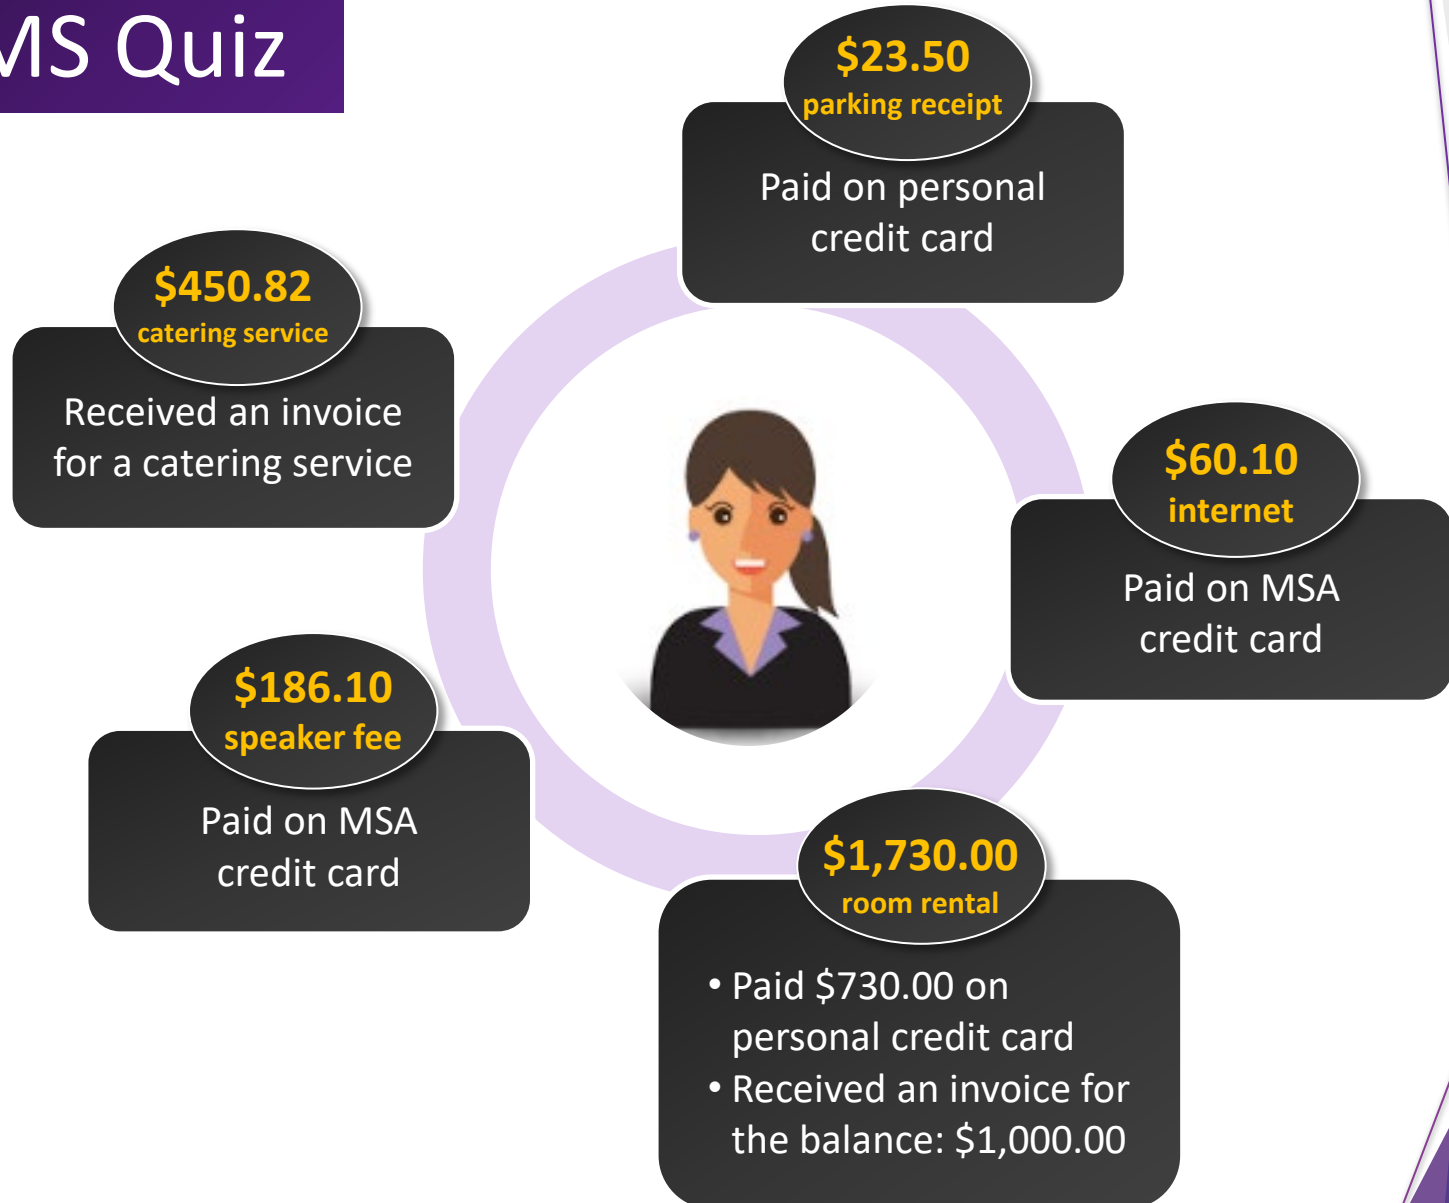 MS Quiz
$23.50
parking receipt
Paid on personal
credit card
$450.82
catering service
Received an invoice
for a catering service
$60.10
internet
Paid on MSA
credit card
$186.10
speaker fee
Paid on MSA
credit card
$1,730.00
room rental
• Paid $730.00 on
personal credit card
• Received an invoice for
the balance: $1,000.00